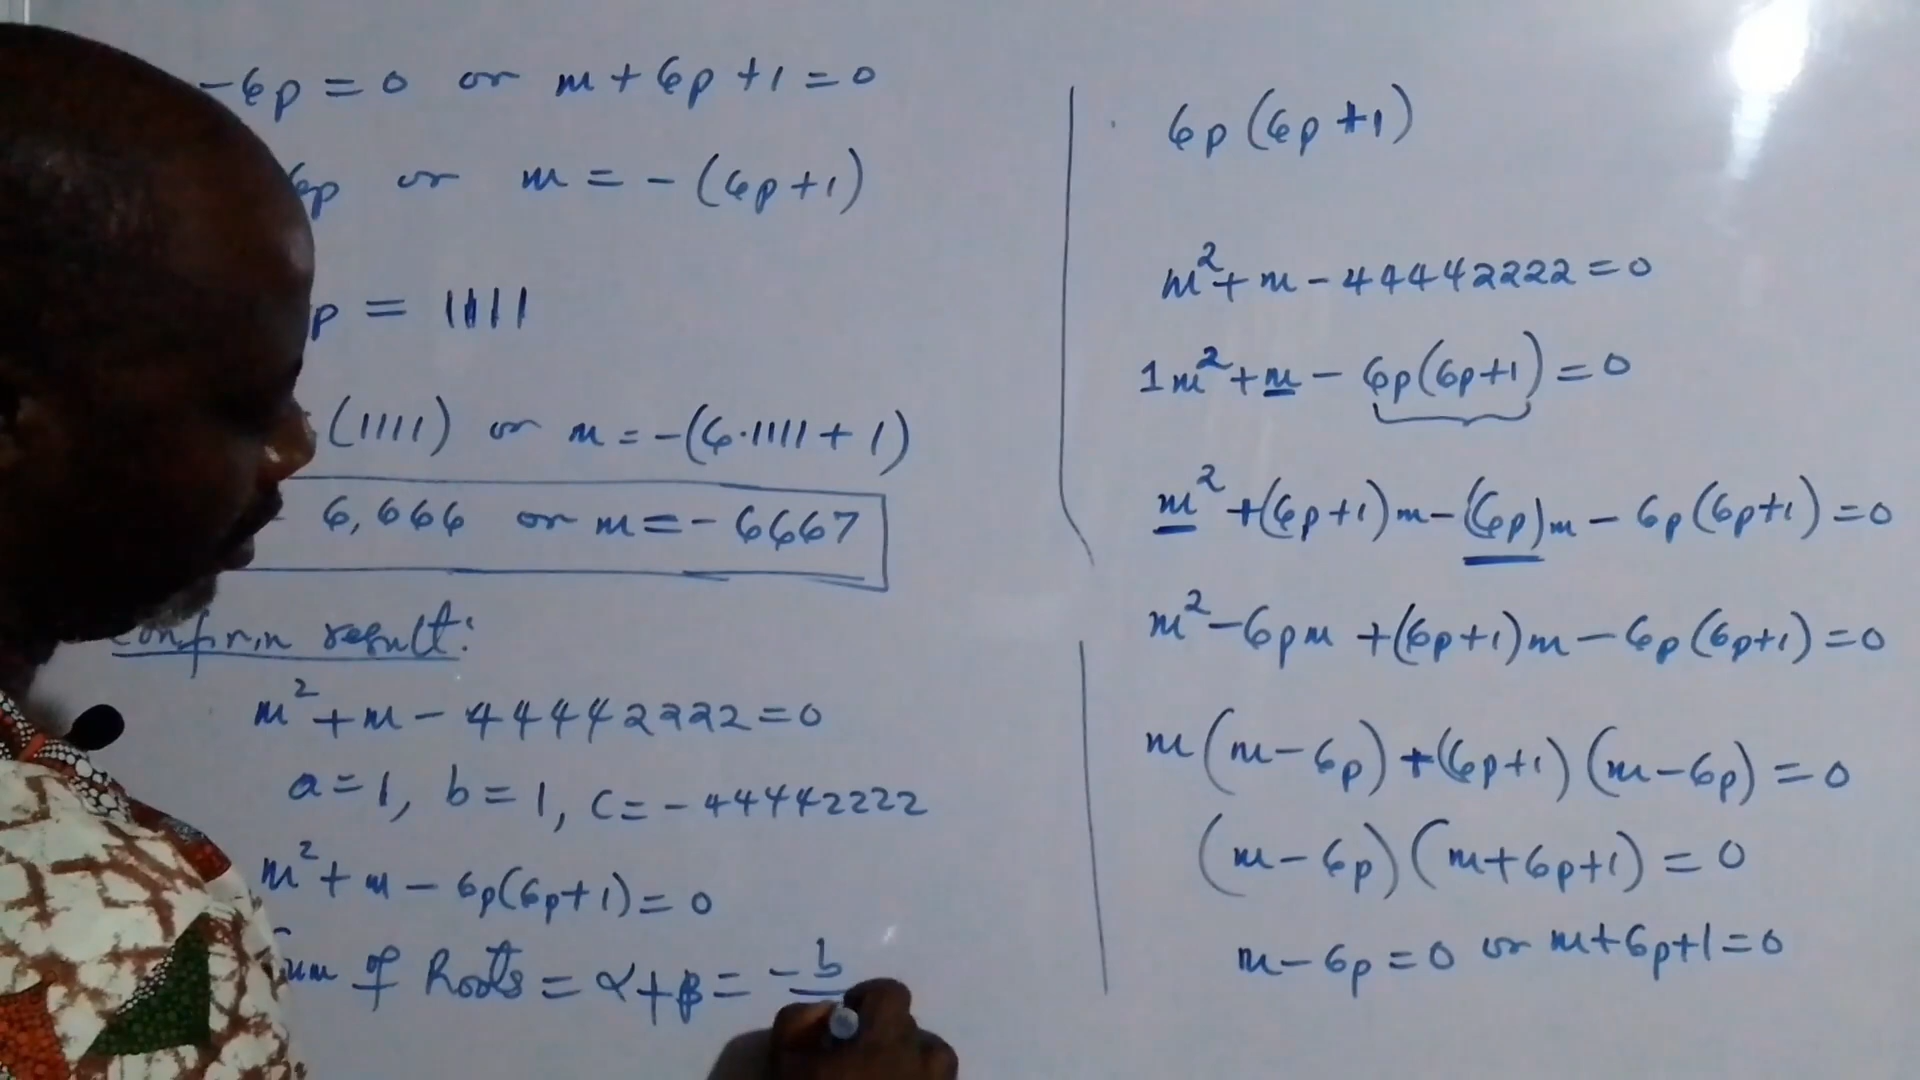 -6p = 0 or m + 6p + 1 = 0
6p or m = -(6p+1)
p = 1111
(1111) or m = -(6·1111 + 1)
6,666 or m = -6667
Confirm result:
m² + m - 44442222 = 0
a = 1, b = 1, c = -44442222
m² + m - 6p(6p+1) = 0
Sum of Roots = α + β = -b
6p(6p+1)
m² + m - 44442222 = 0
1m² + m - 6p(6p+1) = 0
m² + (6p+1)m - (6p)m - 6p(6p+1) = 0
m² - 6pm + (6p+1)m - 6p(6p+1) = 0
m(m-6p) + (6p+1)(m-6p) = 0
(m-6p)(m+6p+1) = 0
m-6p = 0 or m+6p+1 = 0